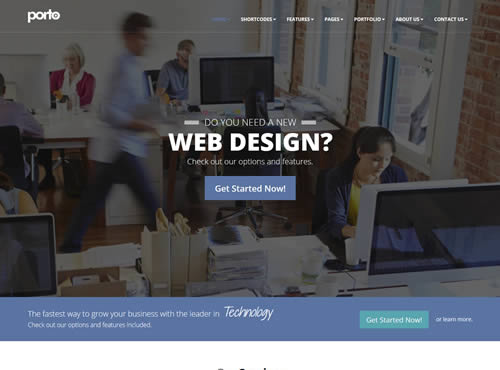 porto
HOME SHORTCODES FEATURES PAGES PORTFOLIO ABOUT US CONTACT US
DO YOU NEED A NEW
WEB DESIGN?
Check out our options and features.
Get Started Now!
The fastest way to grow your business with the leader in Technology
Check out our options and features included.
Get Started Now! or learn more.